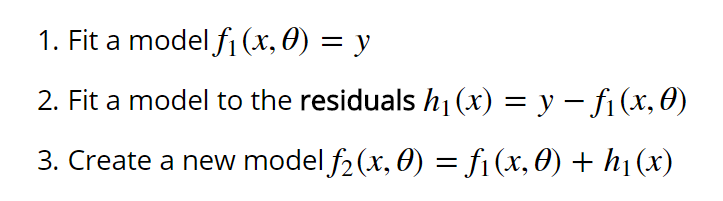 1. Fit a model f₁(x, θ) = y
2. Fit a model to the residuals h₁(x) = y − f₁(x, θ)
3. Create a new model f₂(x, θ) = f₁(x, θ) + h₁(x)